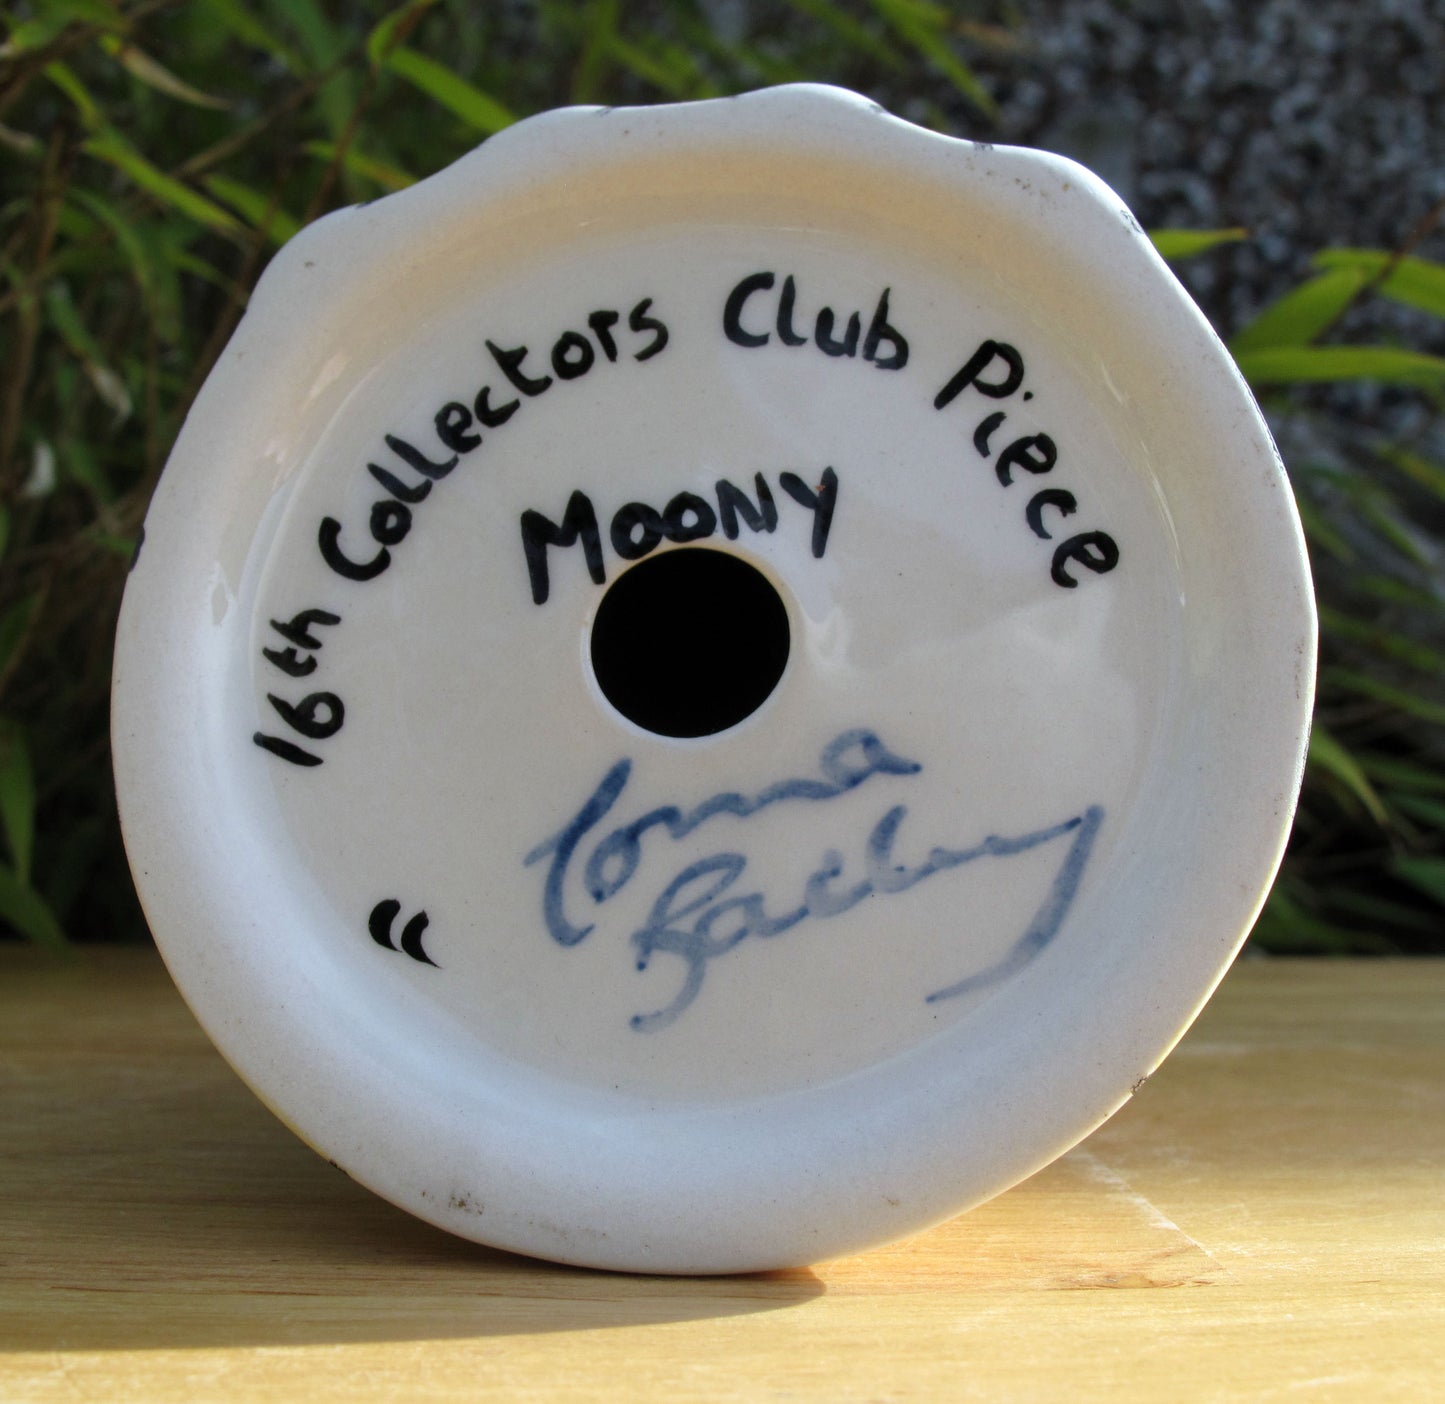 16th Collectors Club Piece
Moony
Lorna
Bailey